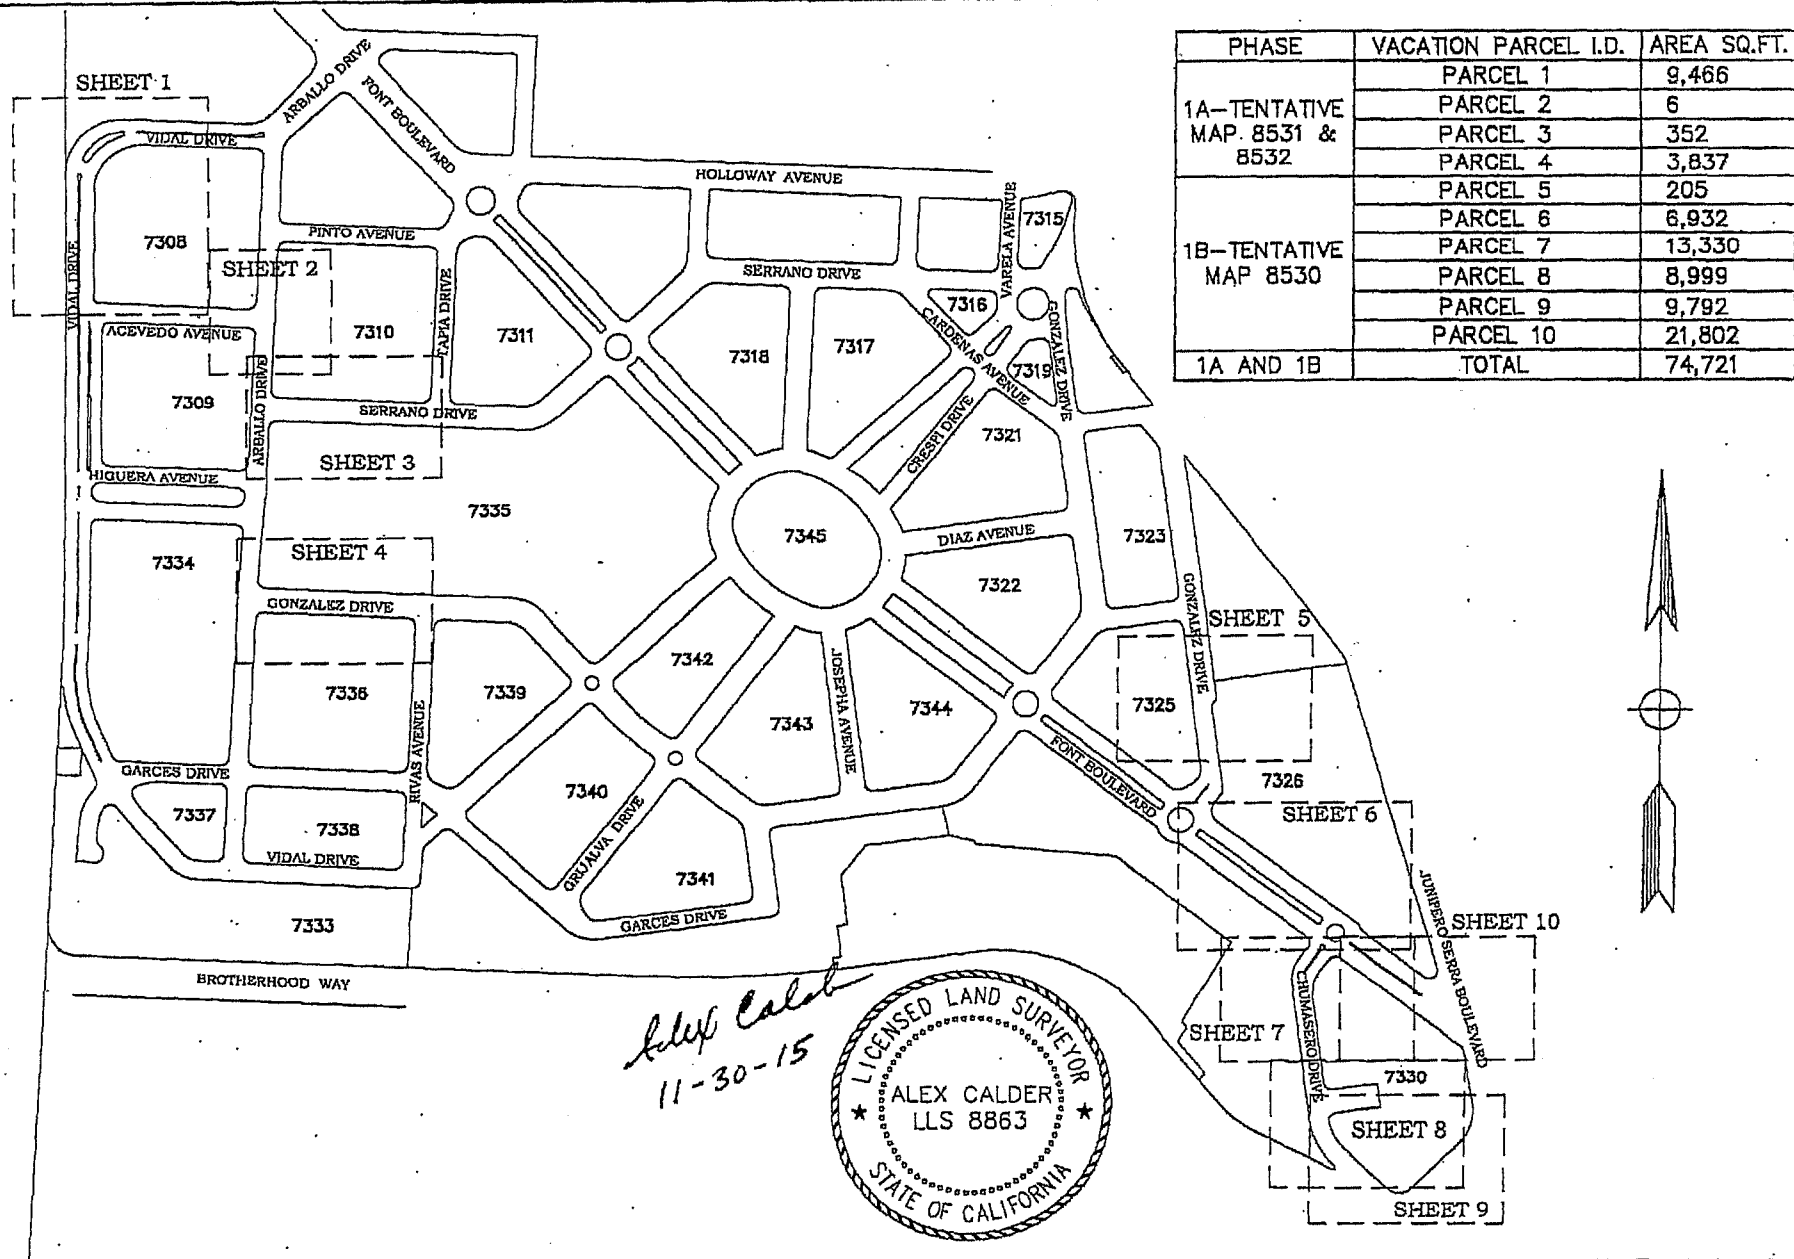 PHASE VACATION PARCEL I.D. AREA SQ.FT.
1A-TENTATIVE MAP 8531 & 8532
PARCEL 1 9,466
PARCEL 2 6
PARCEL 3 352
PARCEL 4 3,837
1B-TENTATIVE MAP 8530
PARCEL 5 205
PARCEL 6 6,932
PARCEL 7 13,330
PARCEL 8 8,999
PARCEL 9 9,792
PARCEL 10 21,802
1A AND 1B TOTAL 74,721
SHEET 1
ARBALLO DRIVE
FONT BOULEVARD
VIDAL DRIVE
HOLLOWAY AVENUE
VARELA AVENUE
7315
7308
PINTO AVENUE
SHEET 2
VIDAL DRIVE
SERRANO DRIVE
TAPIA DRIVE
7316
CARDENAS AVENUE
GONZALEZ DRIVE
ACEVEDO AVENUE
7310
7311
7318
7317
7319
7309
ARBALLO DRIVE
SERRANO DRIVE
CRESPI DRIVE
7321
SHEET 3
HIGUERA AVENUE
7335
7345
DIAZ AVENUE
7323
7334
SHEET 4
7322
GONZALEZ DRIVE
GONZALEZ DRIVE
SHEET 5
7336
RIVAS AVENUE
7339
7342
JOSEPHA AVENUE
7343
7344
7325
FONT BOULEVARD
GARCES DRIVE
7326
7337
7338
7340
GRIJALVA DRIVE
SHEET 6
VIDAL DRIVE
7341
JUNIPERO SERRA BOULEVARD
7333
GARCES DRIVE
SHEET 10
BROTHERHOOD WAY
CHUMASERO DRIVE
SHEET 7
7330
SHEET 8
SHEET 9
Alex Calder
11-30-15
LICENSED LAND SURVEYOR
ALEX CALDER
LLS 8863
STATE OF CALIFORNIA